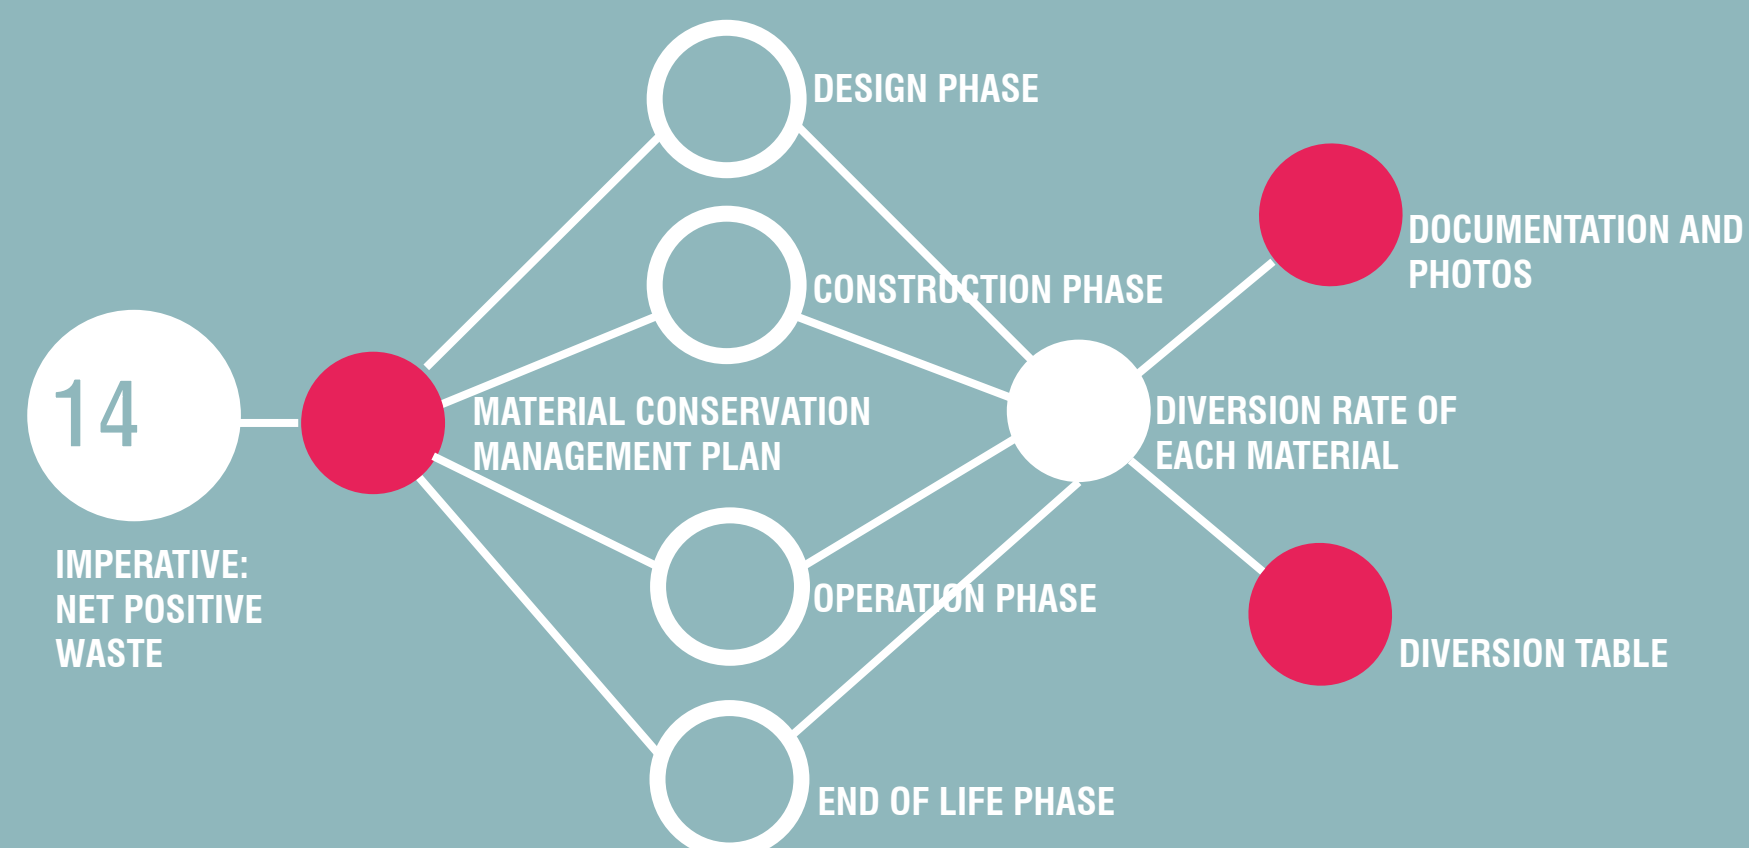 14
IMPERATIVE:
NET POSITIVE
WASTE
MATERIAL CONSERVATION
MANAGEMENT PLAN
DESIGN PHASE
CONSTRUCTION PHASE
OPERATION PHASE
END OF LIFE PHASE
DIVERSION RATE OF
EACH MATERIAL
DOCUMENTATION AND
PHOTOS
DIVERSION TABLE